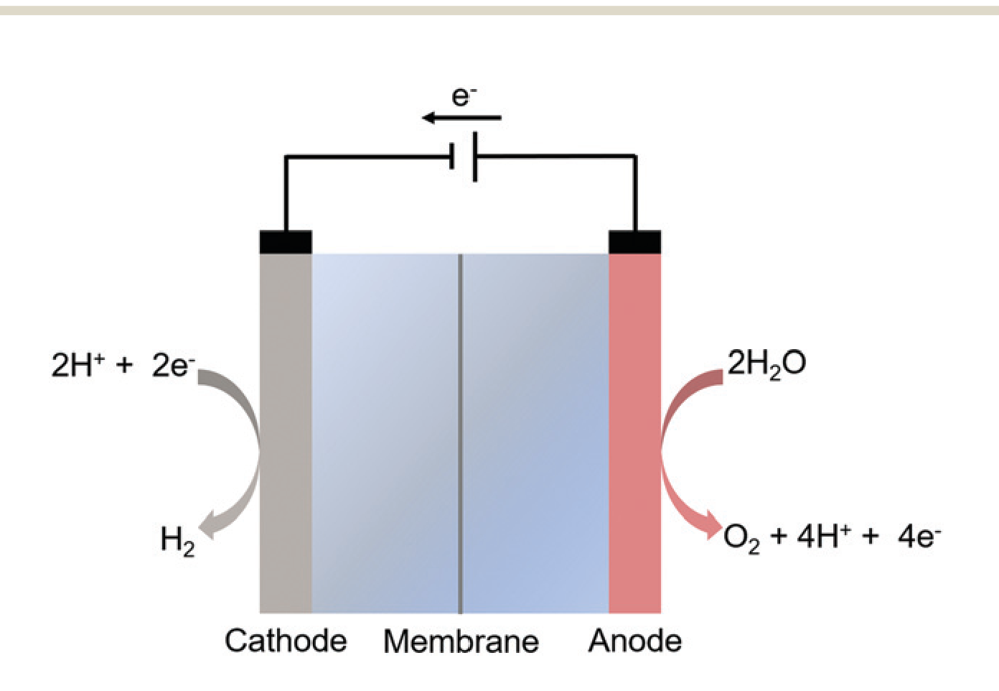 e⁻
2H⁺ + 2e⁻
2H₂O
H₂
O₂ + 4H⁺ + 4e⁻
Cathode
Membrane
Anode